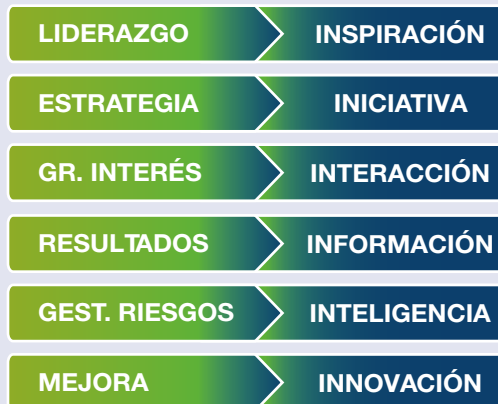 LIDERAZGO INSPIRACIÓN
ESTRATEGIA INICIATIVA
GR. INTERÉS INTERACCIÓN
RESULTADOS INFORMACIÓN
GEST. RIESGOS INTELIGENCIA
MEJORA INNOVACIÓN